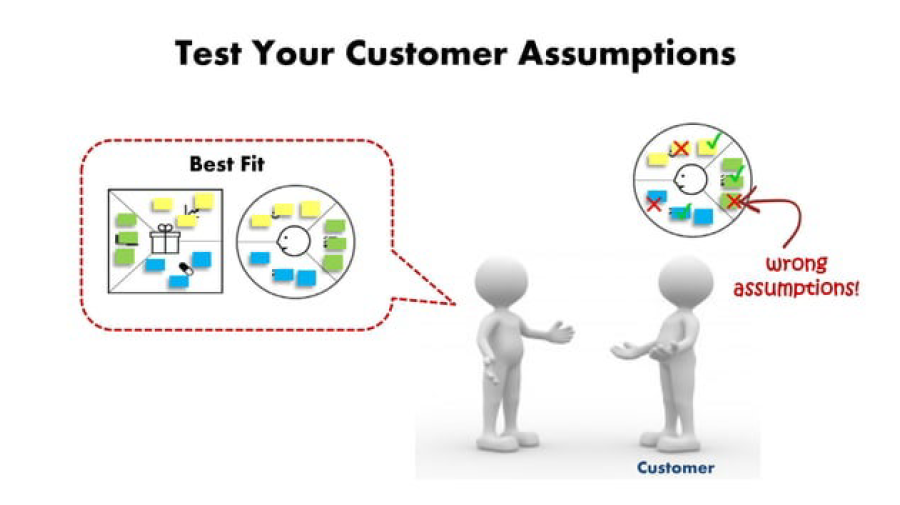 Test Your Customer Assumptions
Best Fit
wrong
assumptions!
Customer